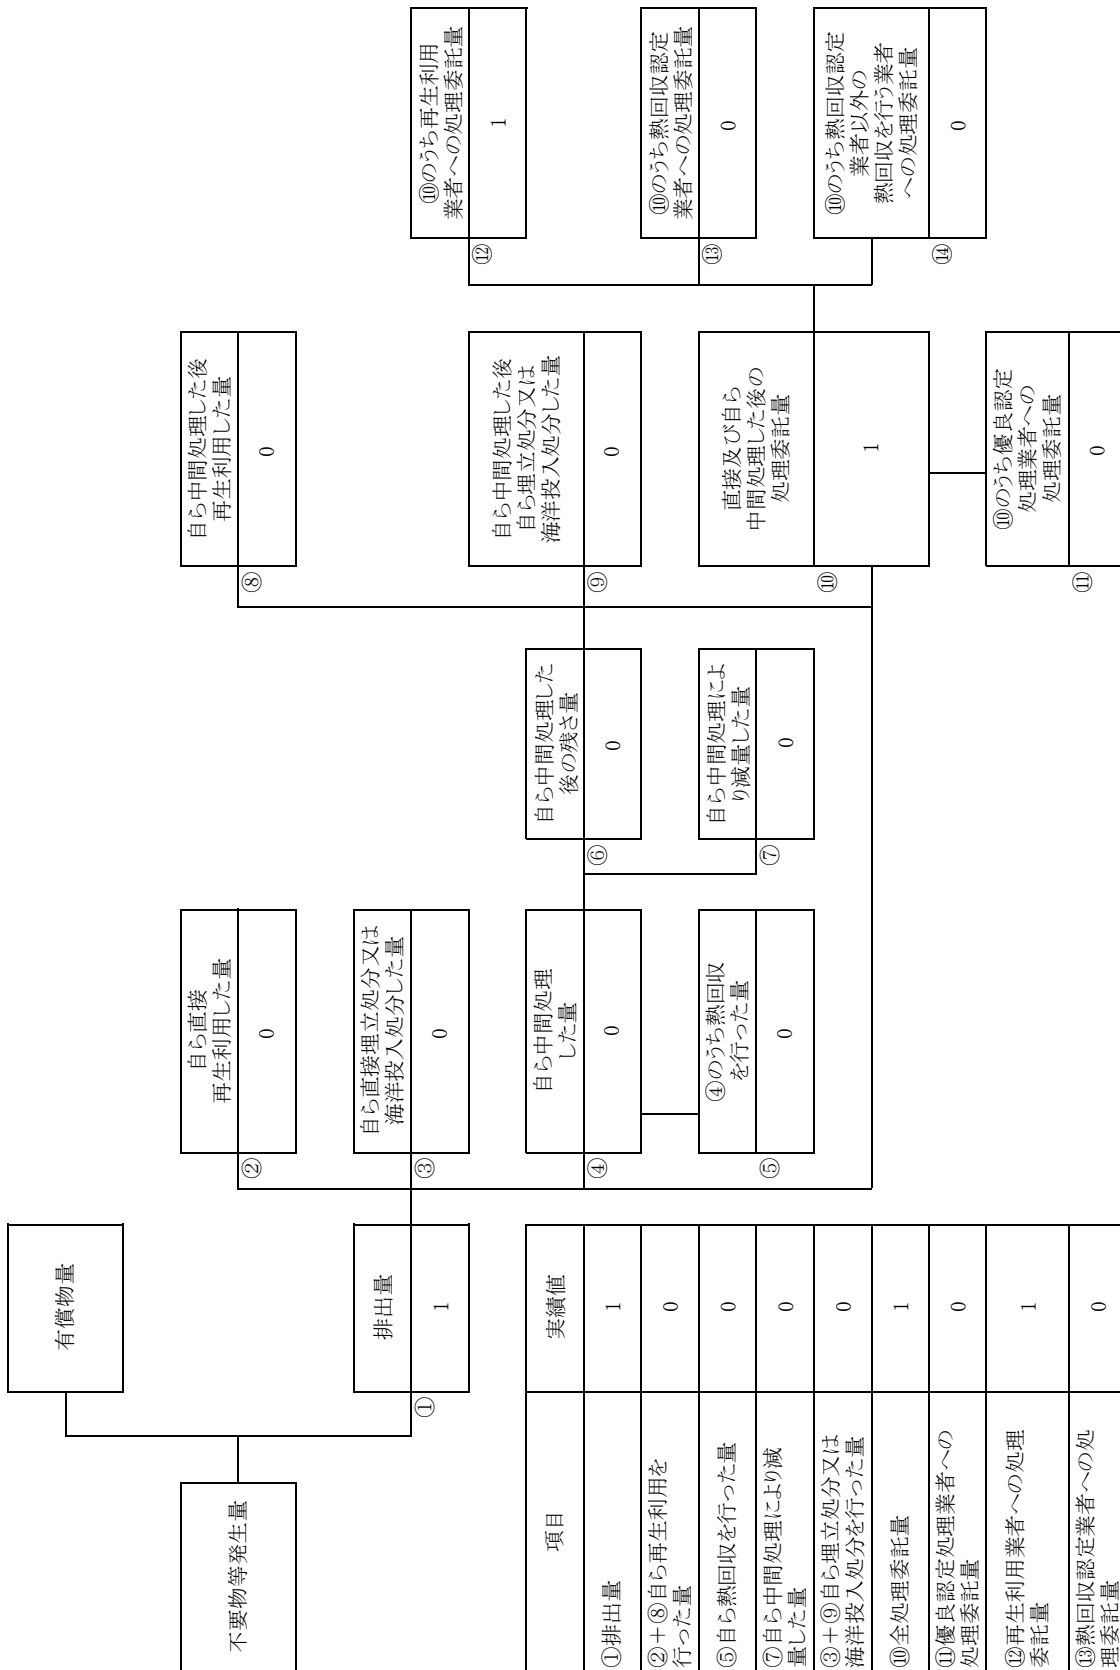 不要物等発生量
有償物量
排出量
①
1
自ら直接
再生利用した量
②
0
自ら直接埋立処分又は
海洋投入処分した量
③
0
自ら中間処理
した量
④
0
④のうち熱回収
を行った量
⑤
0
自ら中間処理した
後の残さ量
⑥
0
自ら中間処理によ
り減量した量
⑦
0
自ら中間処理した後
再生利用した量
⑧
0
自ら中間処理した後
自ら埋立処分又は
海洋投入処分した量
⑨
0
直接及び自ら
中間処理した後の
処理委託量
⑩
1
⑩のうち優良認定
処理業者への
処理委託量
⑪
0
⑩のうち再生利用
業者への処理委託量
⑫
1
⑩のうち熱回収認定
業者への処理委託量
⑬
0
⑩のうち熱回収認定
業者以外の
熱回収を行う業者
への処理委託量
⑭
0
項目 実績値
①排出量 1
②+⑧自ら再生利用を
行った量 0
⑤自ら熱回収を行った量 0
⑦自ら中間処理により減
量した量 0
③+⑨自ら埋立処分又は
海洋投入処分を行った量 0
⑩全処理委託量 1
⑪優良認定処理業者への
処理委託量 0
⑫再生利用業者への処理
委託量 1
⑬熱回収認定業者への処
理委託量 0